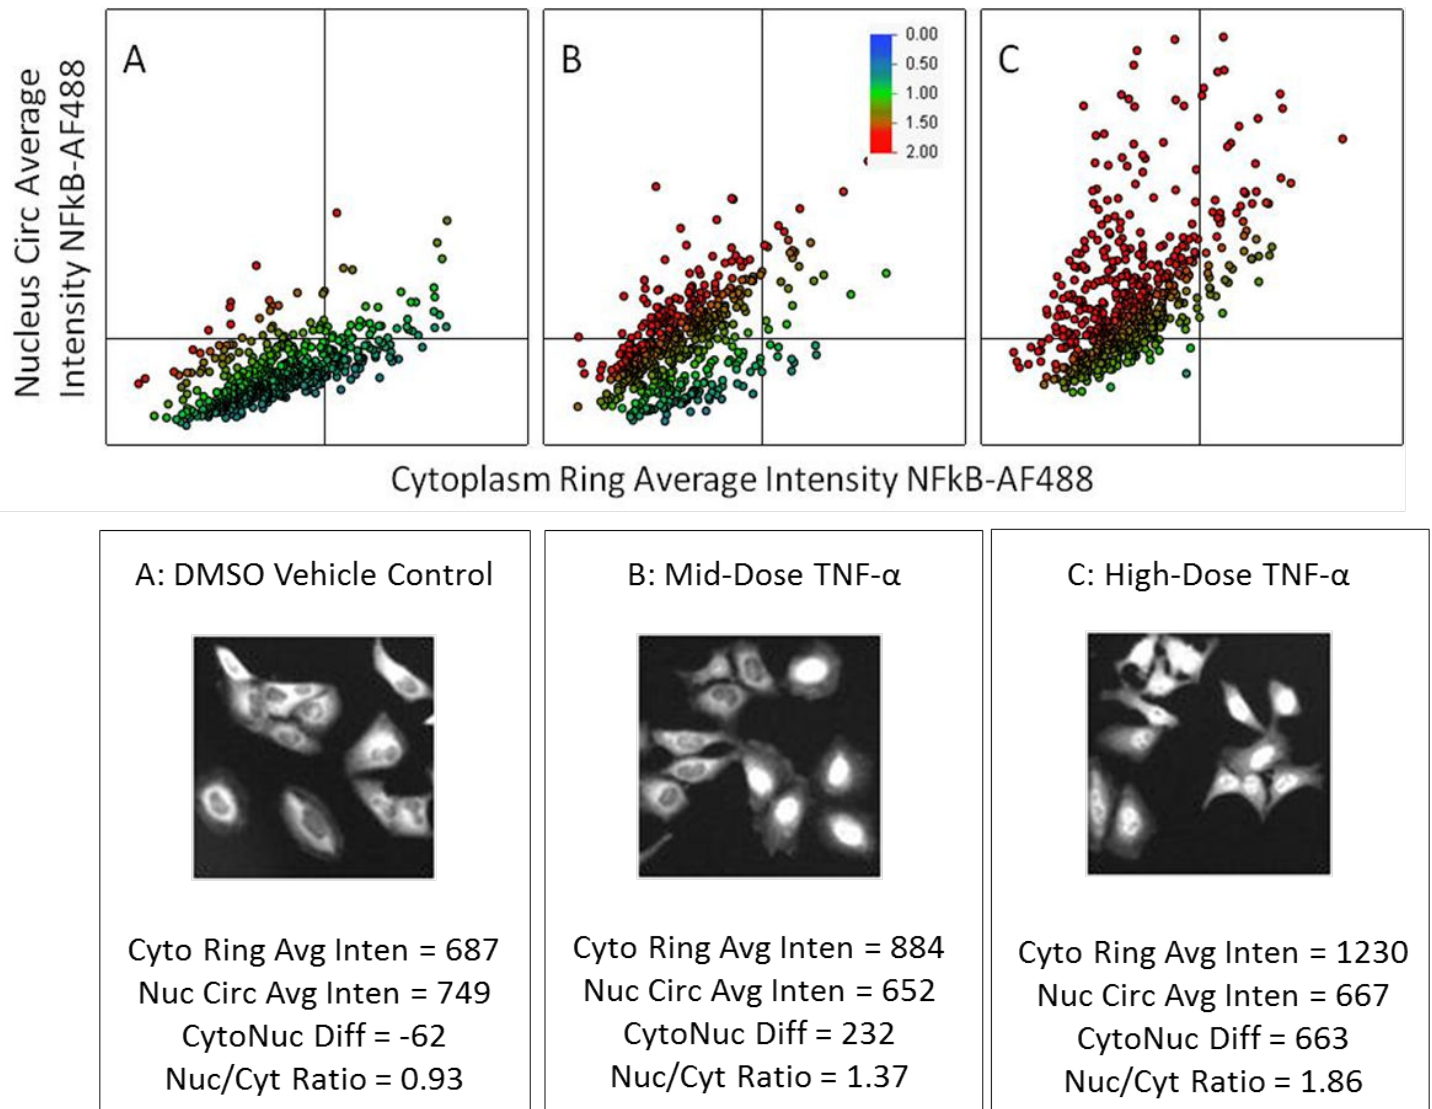 Nucleus Circ Average
Intensity NFkB-AF488
A
B
0.00
0.50
1.00
1.50
2.00
C
Cytoplasm Ring Average Intensity NFkB-AF488
A: DMSO Vehicle Control
Cyto Ring Avg Inten = 687
Nuc Circ Avg Inten = 749
CytoNuc Diff = -62
Nuc/Cyt Ratio = 0.93
B: Mid-Dose TNF-α
Cyto Ring Avg Inten = 884
Nuc Circ Avg Inten = 652
CytoNuc Diff = 232
Nuc/Cyt Ratio = 1.37
C: High-Dose TNF-α
Cyto Ring Avg Inten = 1230
Nuc Circ Avg Inten = 667
CytoNuc Diff = 663
Nuc/Cyt Ratio = 1.86